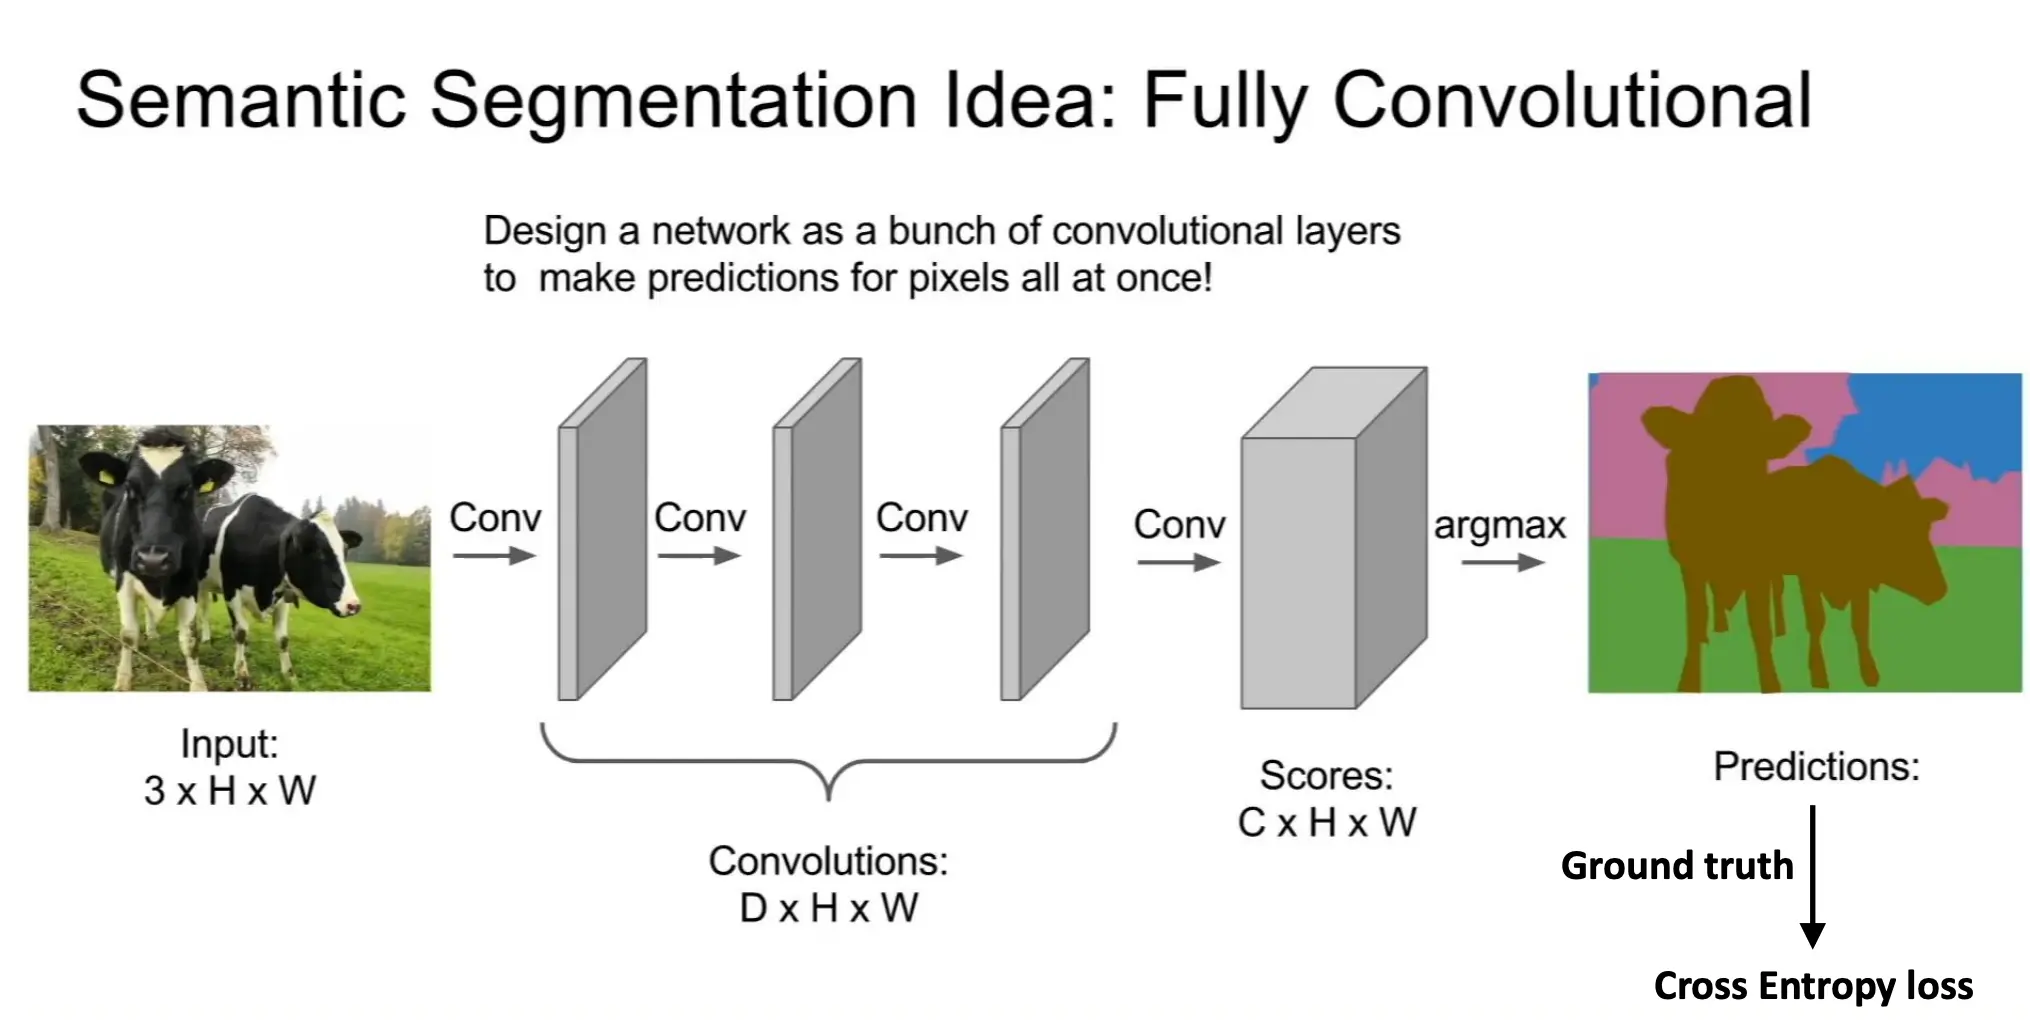 Semantic Segmentation Idea: Fully Convolutional
Design a network as a bunch of convolutional layers
to make predictions for pixels all at once!
Conv
Conv
Conv
Conv
argmax
Input:
3 x H x W
Convolutions:
D x H x W
Scores:
C x H x W
Predictions:
Ground truth
Cross Entropy loss